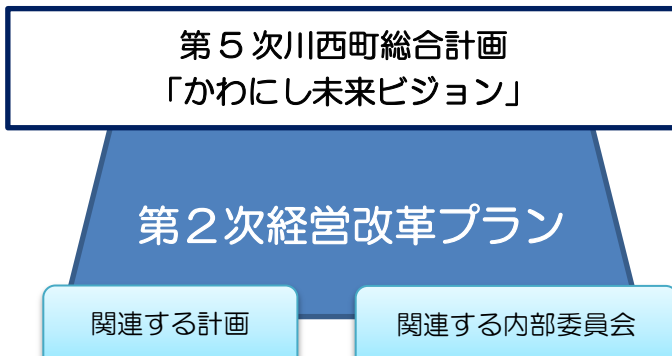 第５次川西町総合計画
「かわにし未来ビジョン」
第２次経営改革プラン
関連する計画
関連する内部委員会